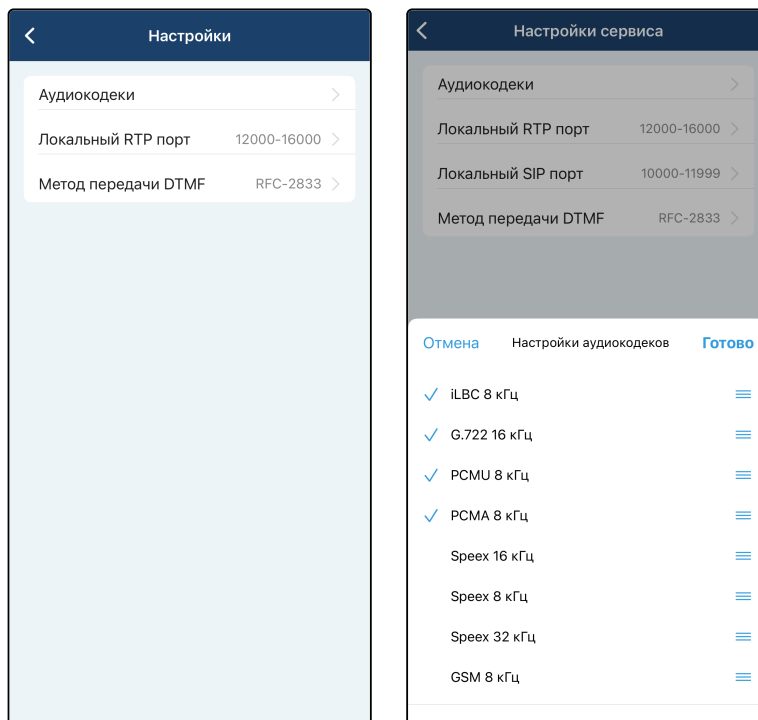 Настройки
Аудиокодеки
Локальный RTP порт 12000-16000
Метод передачи DTMF RFC-2833
Настройки сервиса
Аудиокодеки
Локальный RTP порт 12000-16000
Локальный SIP порт 10000-11999
Метод передачи DTMF RFC-2833
Отмена Настройки аудиокодеков Готово
iLBC 8 кГц
G.722 16 кГц
PCMU 8 кГц
PCMA 8 кГц
Speex 16 кГц
Speex 8 кГц
Speex 32 кГц
GSM 8 кГц